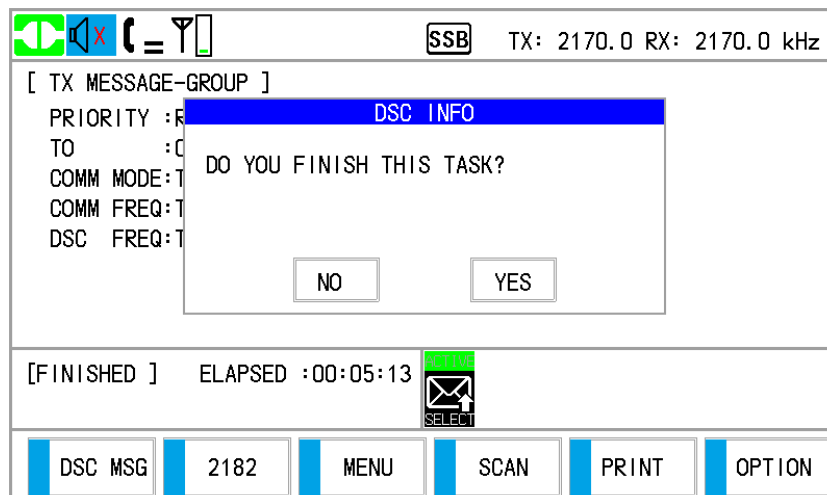 SSB TX: 2170.0 RX: 2170.0 kHz
[ TX MESSAGE-GROUP ]
DSC INFO
PRIORITY :R
TO :C
DO YOU FINISH THIS TASK?
COMM MODE:T
COMM FREQ:T
DSC FREQ:T
NO YES
[FINISHED ] ELAPSED :00:05:13
ACTIVE
SELECT
DSC MSG 2182 MENU SCAN PRINT OPTION